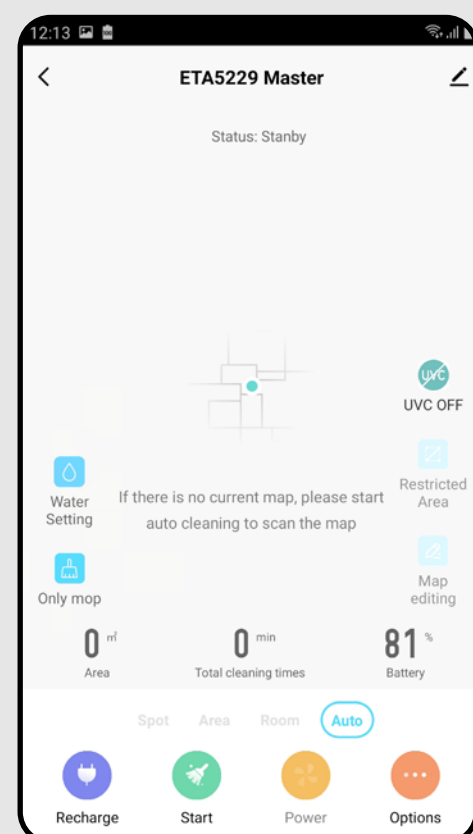 12:13
ETA5229 Master
Status: Stanby
UVC
UVC OFF
Restricted
Area
Water
Setting
If there is no current map, please start
auto cleaning to scan the map
Only mop
Map
editing
0 ㎡
0 min
81 %
Area
Total cleaning times
Battery
Spot Area Room Auto
Recharge Start Power Options